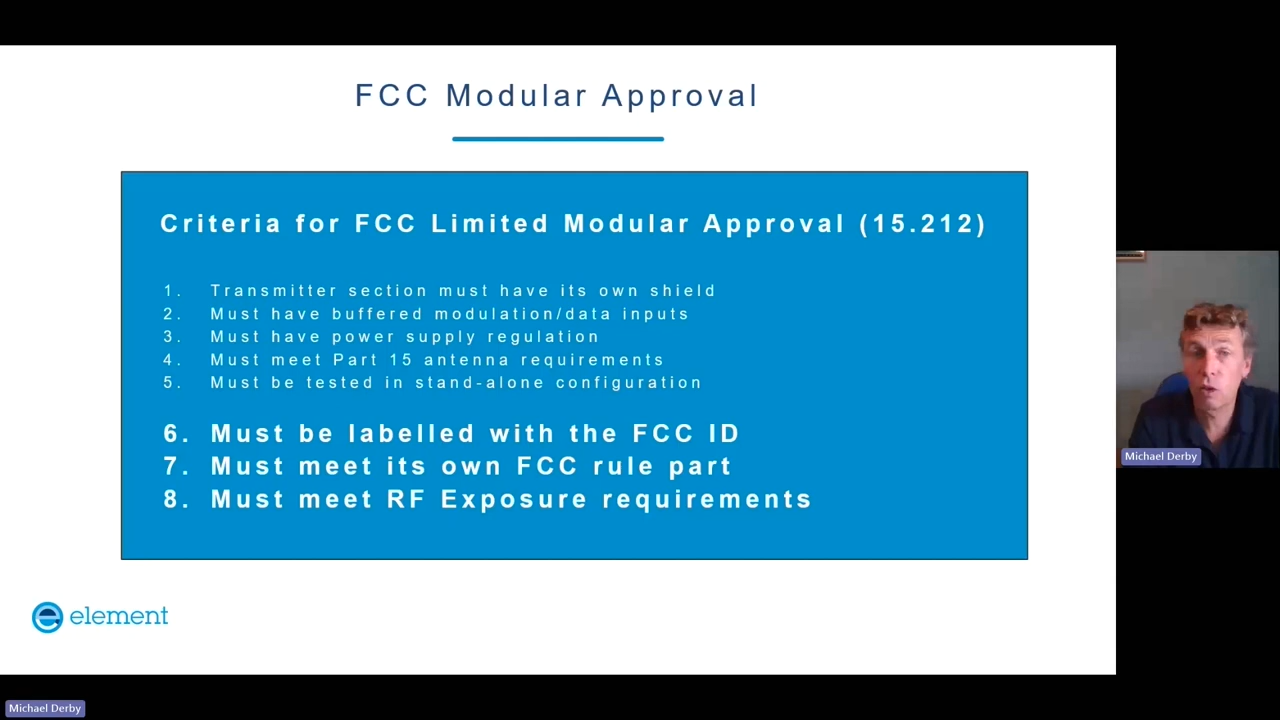 FCC Modular Approval
Criteria for FCC Limited Modular Approval (15.212)
1. Transmitter section must have its own shield
2. Must have buffered modulation/data inputs
3. Must have power supply regulation
4. Must meet Part 15 antenna requirements
5. Must be tested in stand-alone configuration
6. Must be labelled with the FCC ID
7. Must meet its own FCC rule part
8. Must meet RF Exposure requirements
element
Michael Derby
Michael Derby